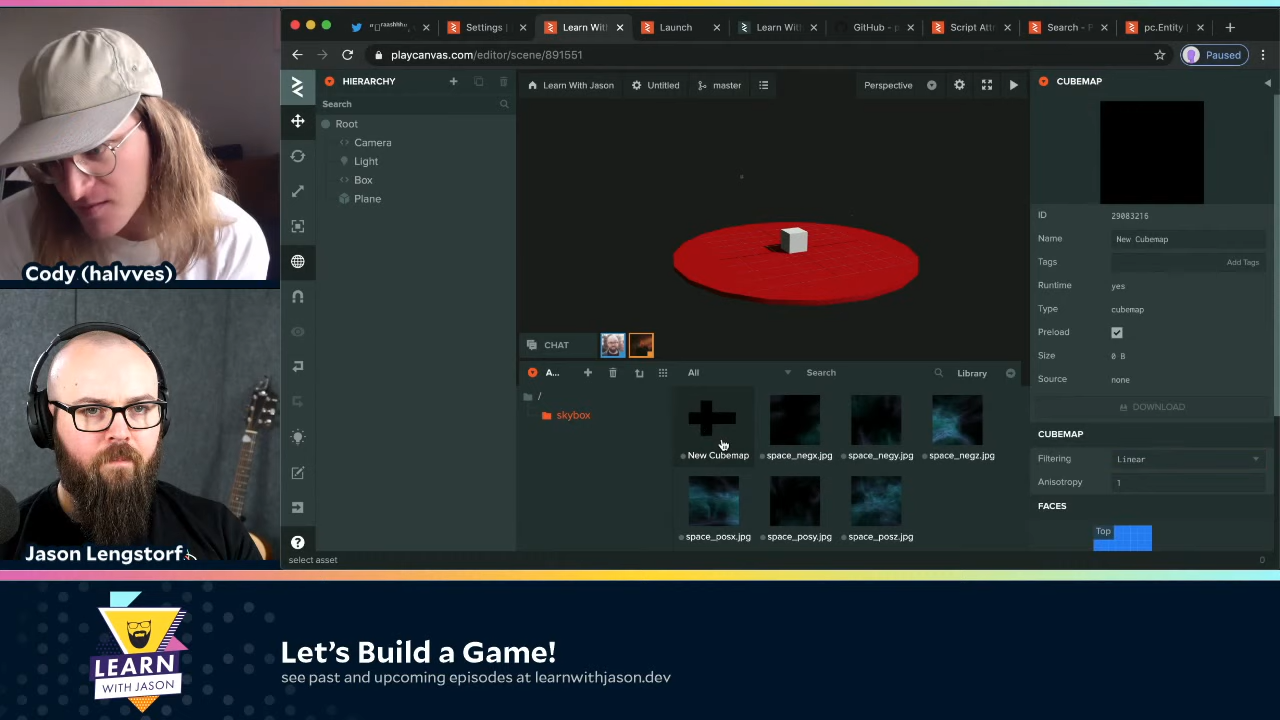 Settings |
Learn Wit
Launch
Learn Wit
GitHub - p
Script Attr
Search - P
pc.Entity |
playcanvas.com/editor/scene/891551
Paused
HIERARCHY
Search
Root
Camera
Light
Box
Plane
Learn With Jason
Untitled
master
Perspective
CUBEMAP
ID
29083216
Name
New Cubemap
Tags
Add Tags
Runtime
yes
Type
cubemap
Preload
Size
0 B
Source
none
DOWNLOAD
CUBEMAP
Filtering
Linear
Anisotropy
1
FACES
Top
CHAT
A...
All
Search
Library
/
skybox
New Cubemap
space_negx.jpg
space_negy.jpg
space_negz.jpg
space_posx.jpg
space_posy.jpg
space_posz.jpg
select asset
0
Cody (halvves)
Jason Lengstorf
LEARN
WITH JASON
Let's Build a Game!
see past and upcoming episodes at learnwithjason.dev